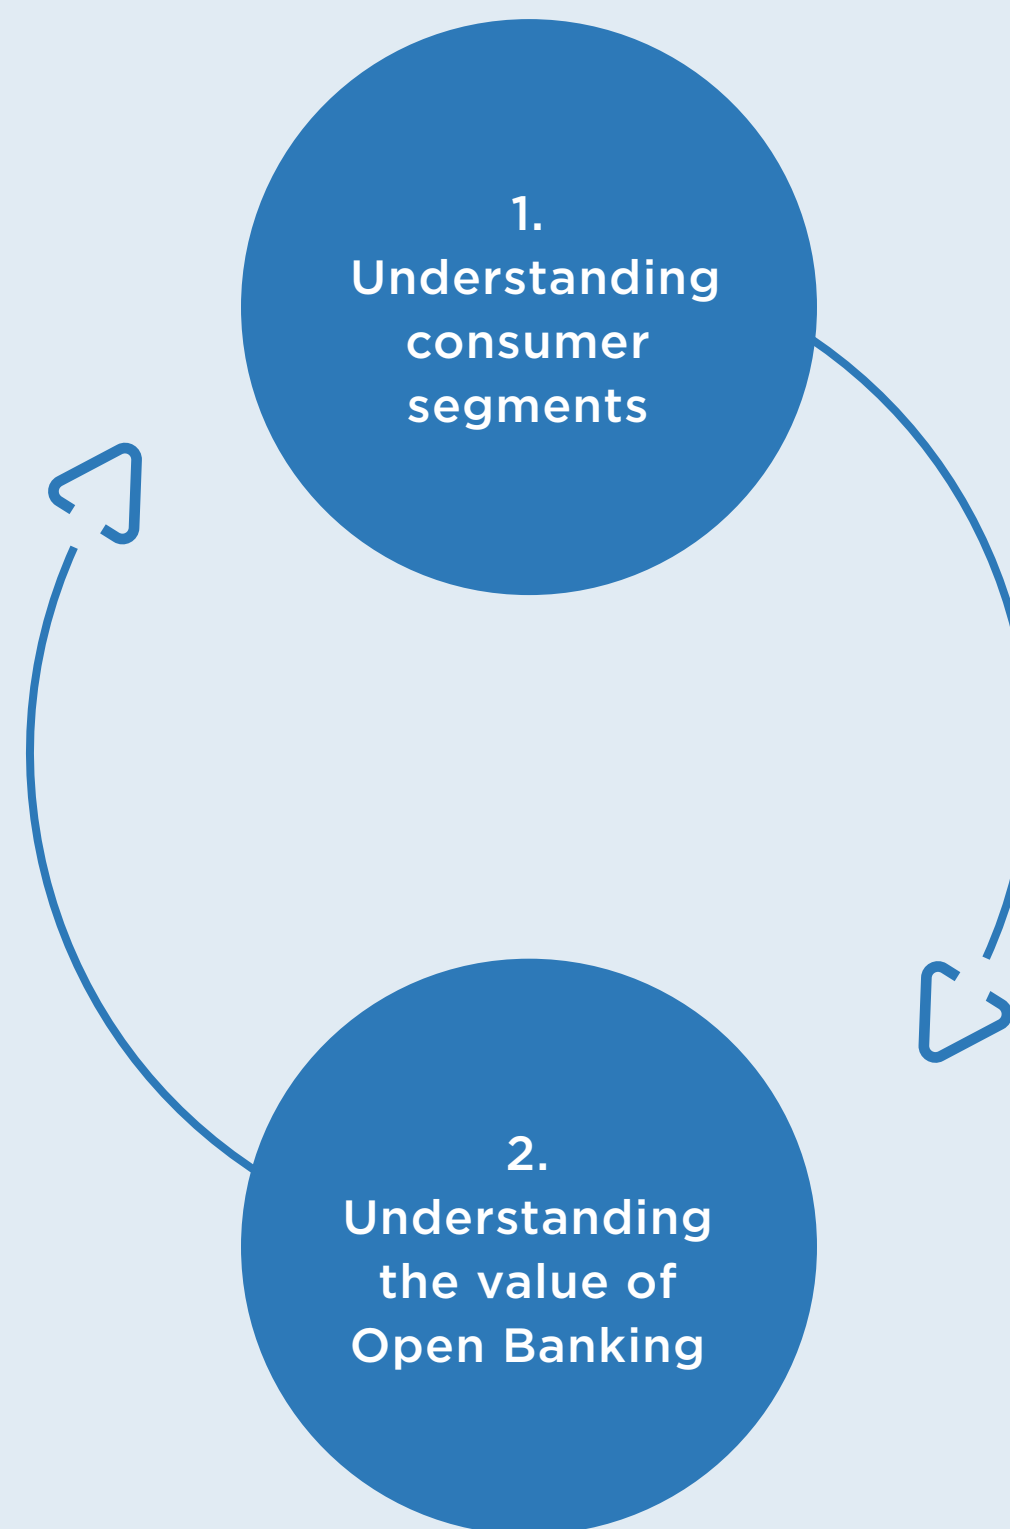 1.
Understanding
consumer
segments
2.
Understanding
the value of
Open Banking